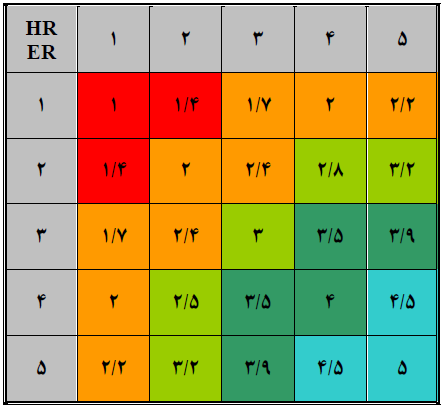 HR ۱ ۲ ۳ ۴ ۵
ER
۱ ۱ ۱/۴ ۱/۷ ۲ ۲/۲
۲ ۱/۴ ۲ ۲/۴ ۲/۸ ۳/۲
۳ ۱/۷ ۲/۴ ۳ ۳/۵ ۳/۹
۴ ۲ ۲/۵ ۳/۵ ۴ ۴/۵
۵ ۲/۲ ۳/۲ ۳/۹ ۴/۵ ۵